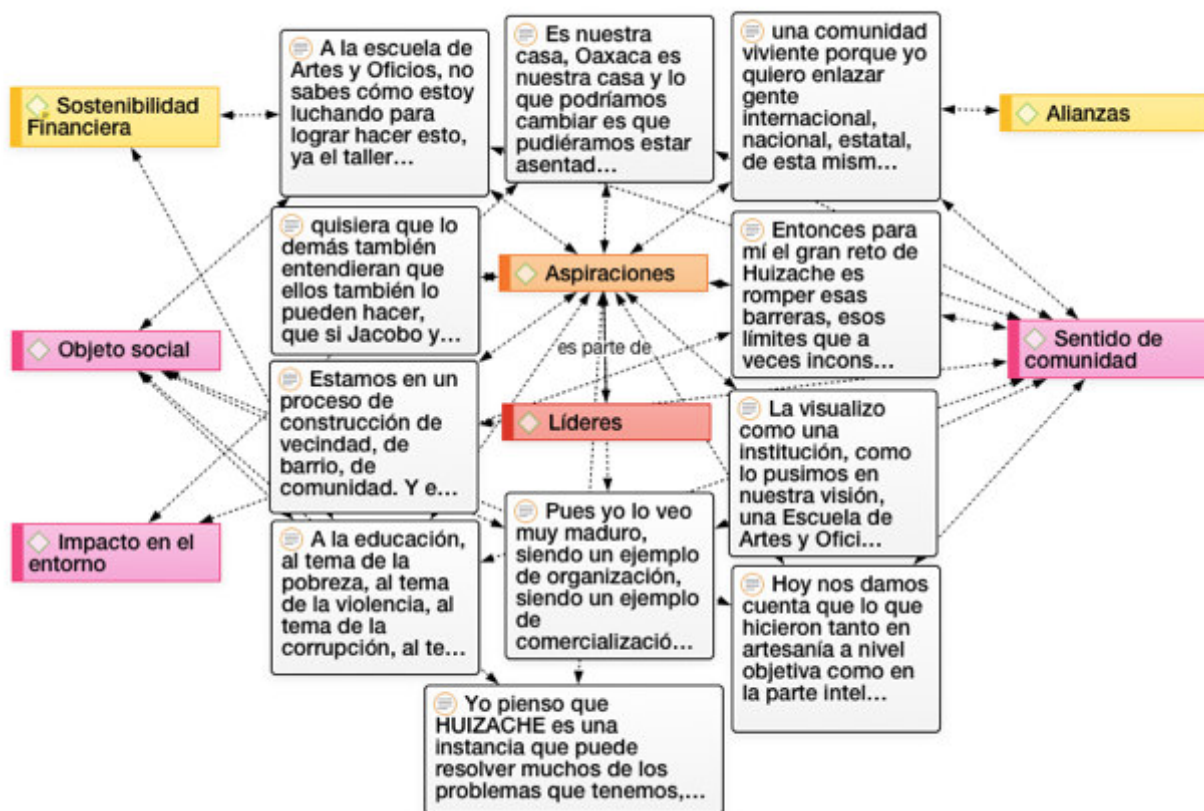 A la escuela de
Artes y Oficios, no
sabes cómo estoy
luchando para
lograr hacer esto,
ya el taller…
Es nuestra
casa, Oaxaca es
nuestra casa y lo
que podríamos
cambiar es que
pudiéramos estar
asentad…
una comunidad
viviente porque yo
quiero enlazar
gente
internacional,
nacional, estatal,
de esta mism…
Sostenibilidad
Financiera
Alianzas
quisiera que lo
demás también
entendieran que
ellos también lo
pueden hacer,
que si Jacobo y…
Aspiraciones
Entonces para
mí el gran reto de
Huizache es
romper esas
barreras, esos
límites que a
veces incons…
Objeto social
es parte de
Sentido de
comunidad
Estamos en un
proceso de
construcción de
vecindad, de
barrio, de
comunidad. Y e…
Líderes
La visualizo
como una
institución, como
lo pusimos en
nuestra visión,
una Escuela de
Artes y Ofici…
Impacto en el
entorno
A la educación,
al tema de la
pobreza, al tema
de la violencia, al
tema de la
corrupción, al te…
Pues yo lo veo
muy maduro,
siendo un ejemplo
de organización,
siendo un ejemplo
de
comercializació…
Hoy nos damos
cuenta que lo que
hicieron tanto en
artesanía a nivel
objetiva como en
la parte intel…
Yo pienso que
HUIZACHE es una
instancia que puede
resolver muchos de los
problemas que tenemos,…